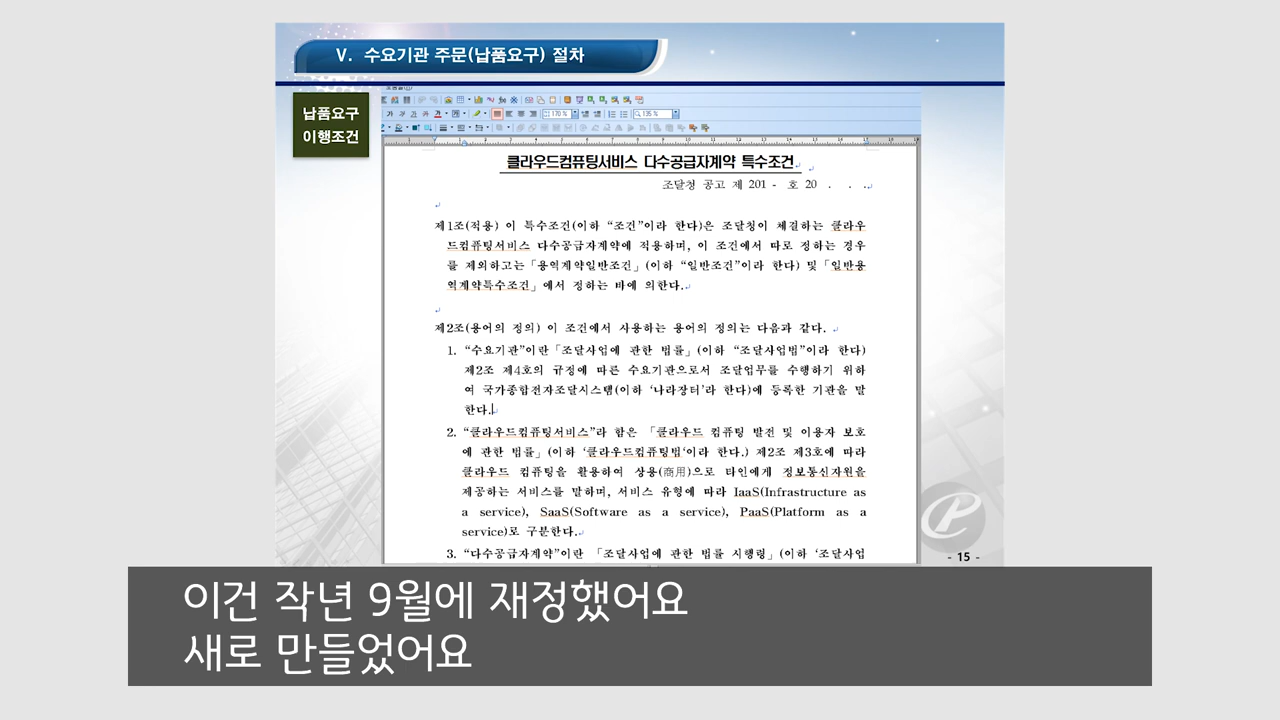 V. 수요기관 주문(납품요구) 절차
납품요구
이행조건
170 %
135 %
클라우드컴퓨팅서비스 다수공급자계약 특수조건
조달청 공고 제 201 - 호 20 . . .
제1조(적용) 이 특수조건(이하 “조건”이라 한다)은 조달청이 체결하는 클라우
드컴퓨팅서비스 다수공급자계약에 적용하며, 이 조건에서 따로 정하는 경우
를 제외하고는「용역계약일반조건」(이하 “일반조건”이라 한다) 및「일반용
역계약특수조건」에서 정하는 바에 의한다.
제2조(용어의 정의) 이 조건에서 사용하는 용어의 정의는 다음과 같다.
1. “수요기관”이란「조달사업에 관한 법률」(이하 “조달사업법”이라 한다)
제2조 제4호의 규정에 따른 수요기관으로서 조달업무를 수행하기 위하
여 국가종합전자조달시스템(이하 ‘나라장터’라 한다)에 등록한 기관을 말
한다.
2. “클라우드컴퓨팅서비스”라 함은 「클라우드 컴퓨팅 발전 및 이용자 보호
에 관한 법률」(이하 ‘클라우드컴퓨팅법‘이라 한다.) 제2조 제3호에 따라
클라우드 컴퓨팅을 활용하여 상용(商用)으로 타인에게 정보통신자원을
제공하는 서비스를 말하며, 서비스 유형에 따라 IaaS(Infrastructure as
a service), SaaS(Software as a service), PaaS(Platform as a
service)로 구분한다.
3. “다수공급자계약”이란 「조달사업에 관한 법률 시행령」(이하 ‘조달사업
- 15 -
이건 작년 9월에 재정했어요
새로 만들었어요